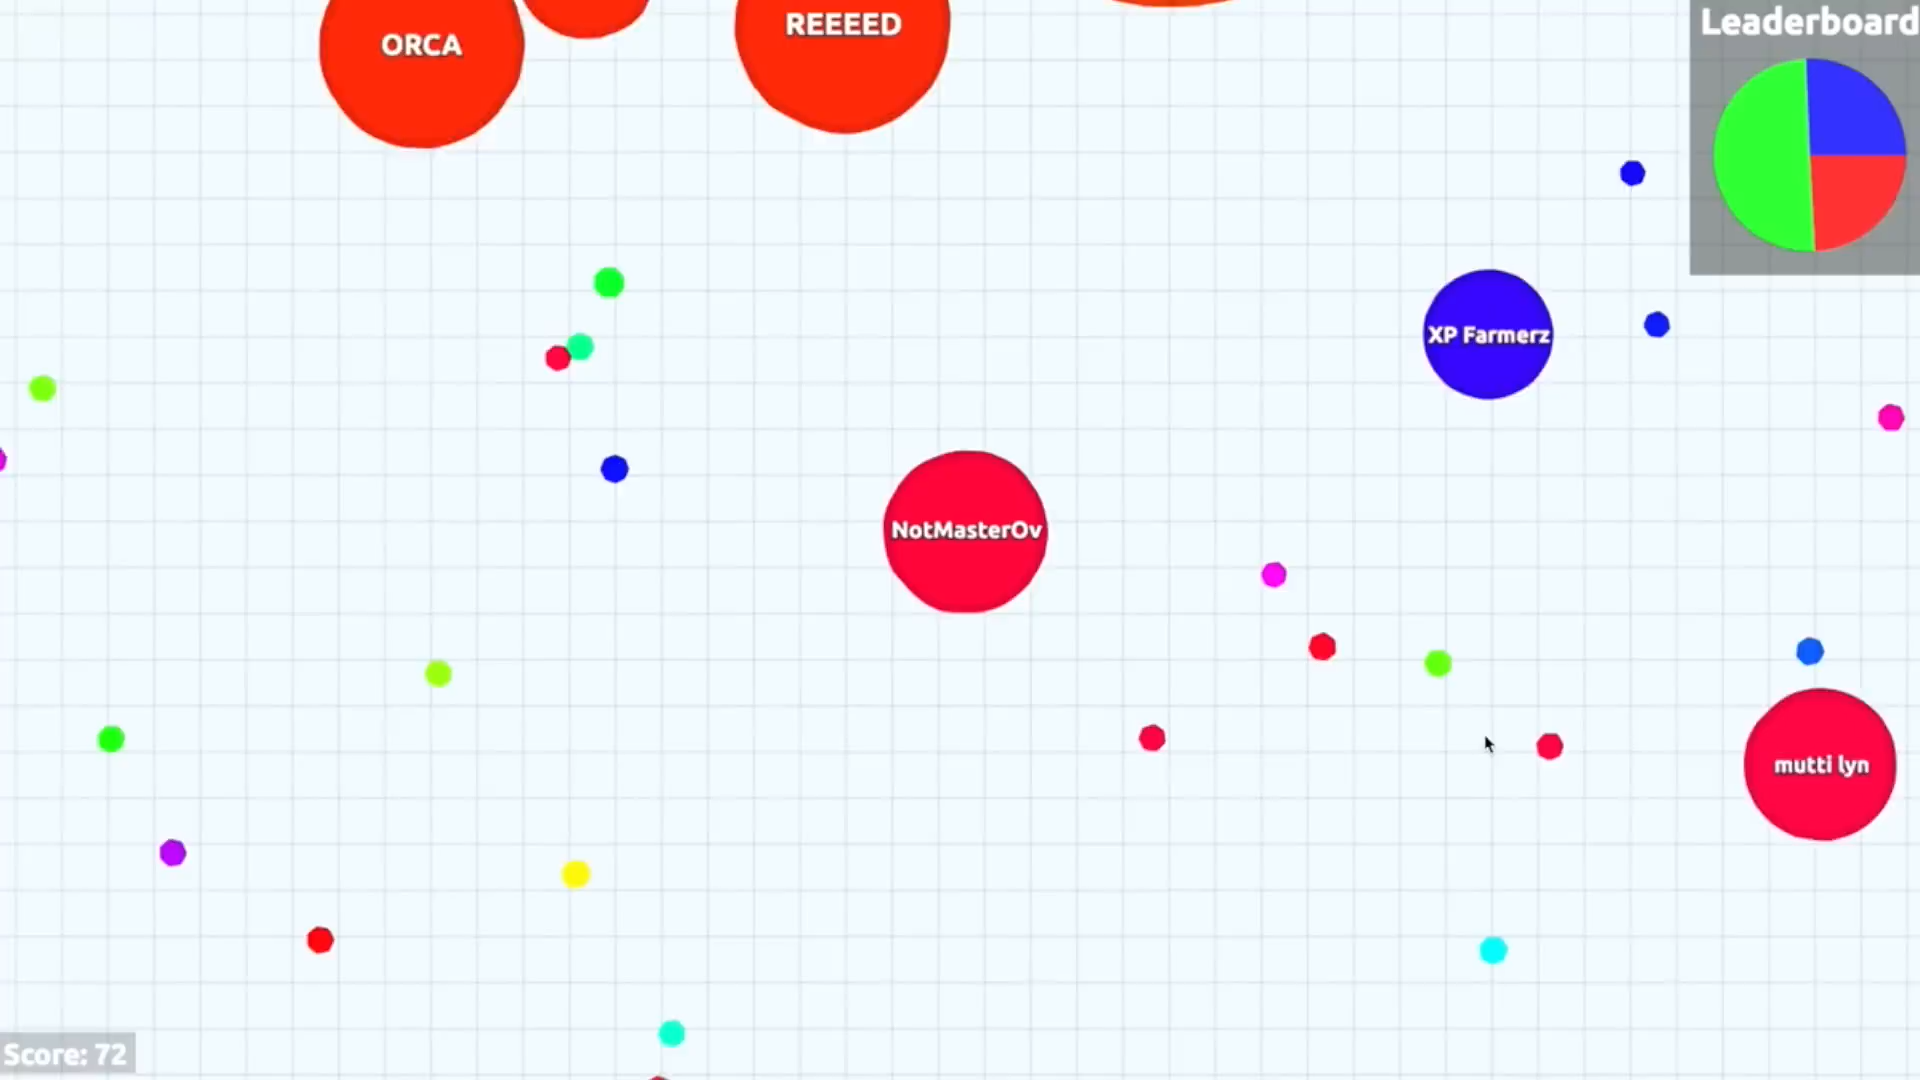 ORCA
REEEED
Leaderboard
XP Farmerz
NotMasterOv
mutti lyn
Score: 72